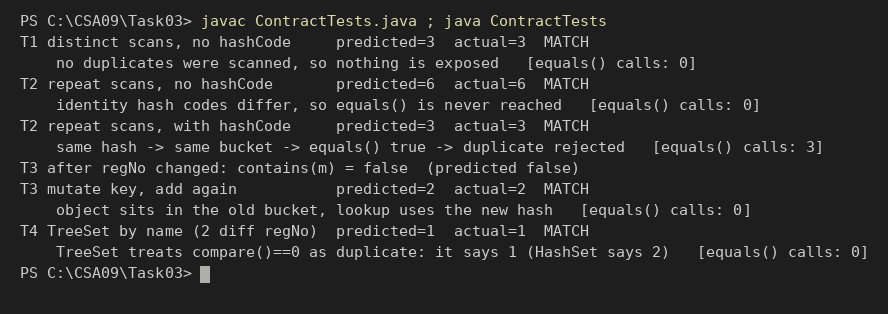 PS C:\CSA09\Task03> javac ContractTests.java ; java ContractTests
T1 distinct scans, no hashCode     predicted=3  actual=3  MATCH
    no duplicates were scanned, so nothing is exposed   [equals() calls: 0]
T2 repeat scans, no hashCode       predicted=6  actual=6  MATCH
    identity hash codes differ, so equals() is never reached   [equals() calls: 0]
T2 repeat scans, with hashCode     predicted=3  actual=3  MATCH
    same hash -> same bucket -> equals() true -> duplicate rejected   [equals() calls: 3]
T3 after regNo changed: contains(m) = false  (predicted false)
T3 mutate key, add again           predicted=2  actual=2  MATCH
    object sits in the old bucket, lookup uses the new hash   [equals() calls: 0]
T4 TreeSet by name (2 diff regNo)  predicted=1  actual=1  MATCH
    TreeSet treats compare()==0 as duplicate: it says 1 (HashSet says 2)   [equals() calls: 0]
PS C:\CSA09\Task03>